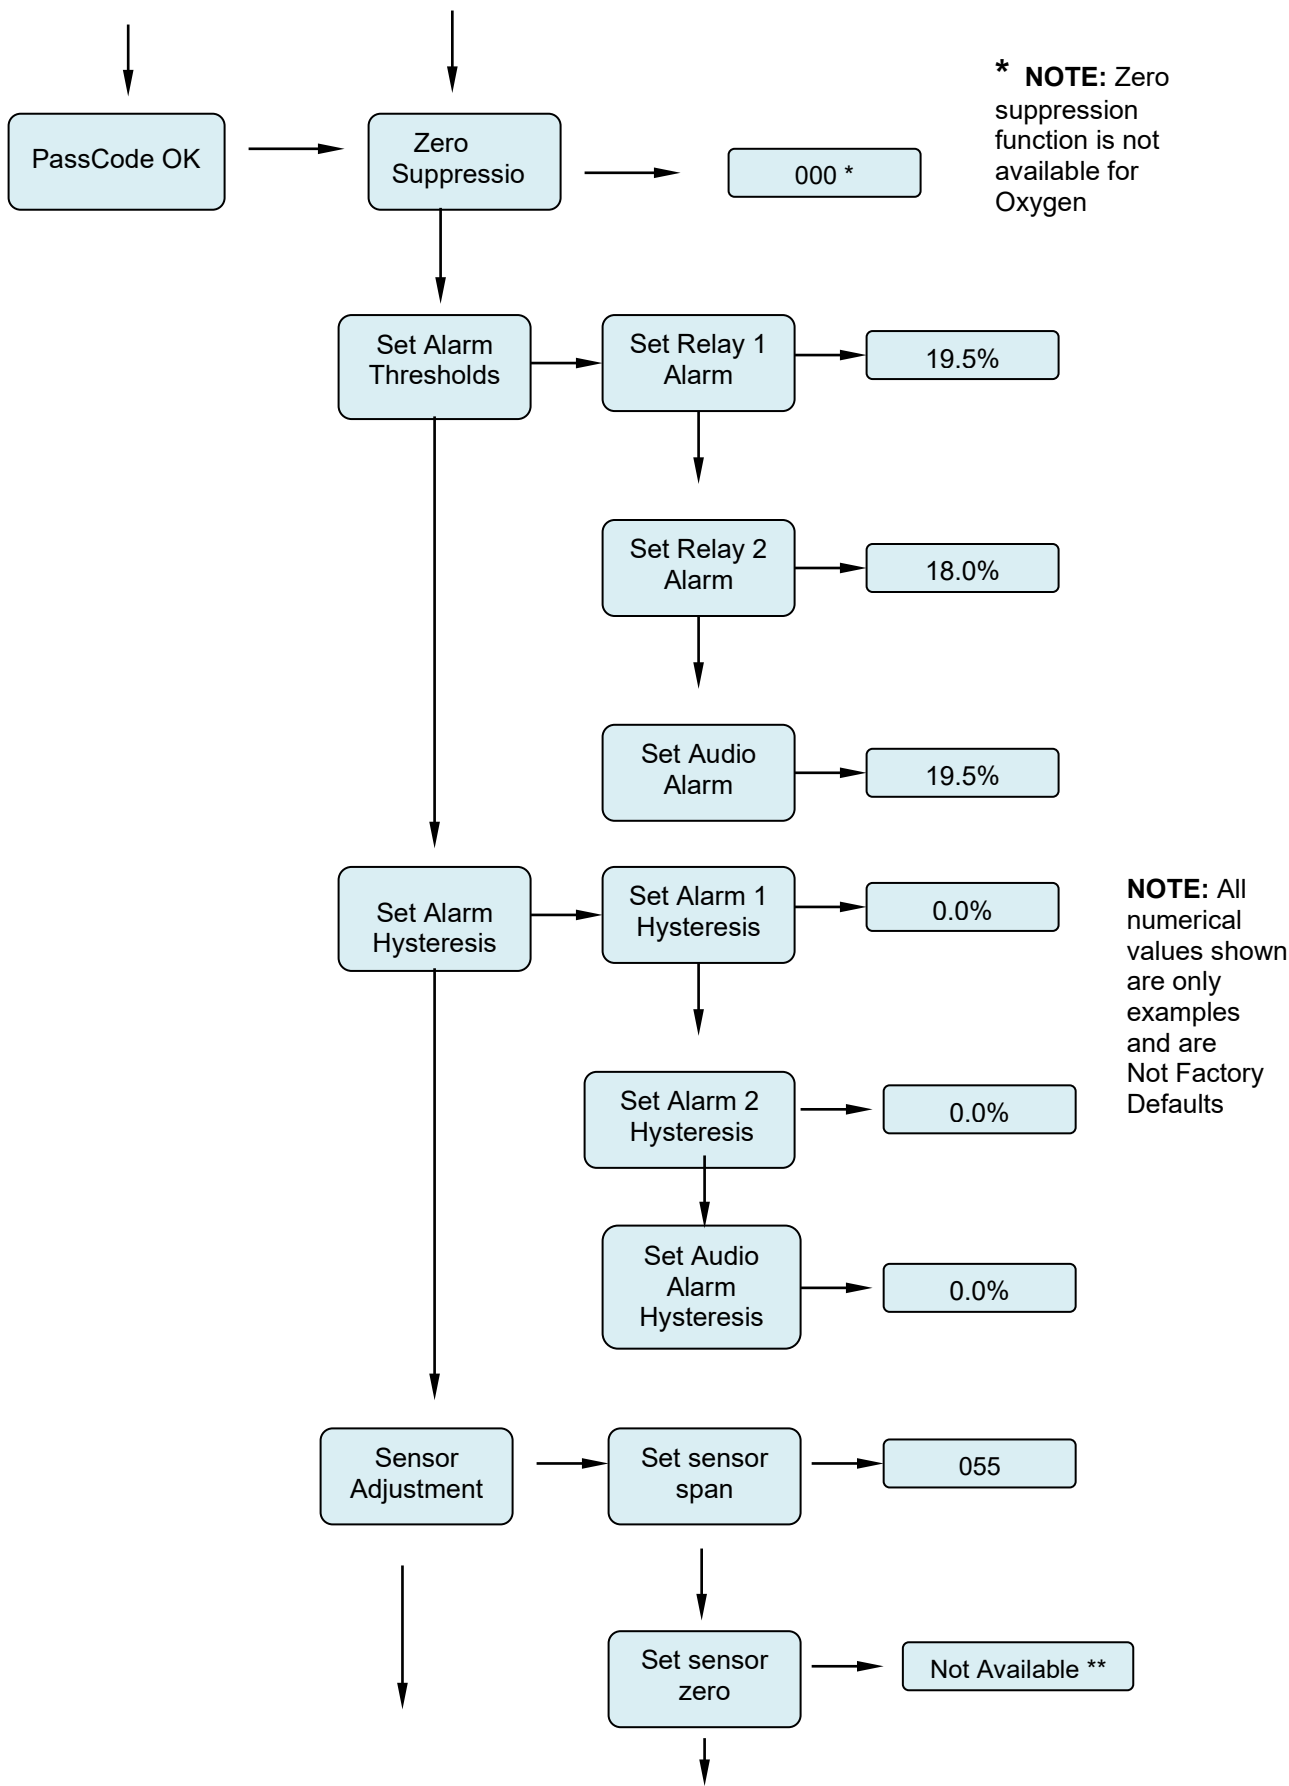 * NOTE: Zero
suppression
function is not
available for
Oxygen
PassCode OK
Zero
Suppressio
000 *
Set Alarm
Thresholds
Set Relay 1
Alarm
19.5%
Set Relay 2
Alarm
18.0%
Set Audio
Alarm
19.5%
Set Alarm
Hysteresis
Set Alarm 1
Hysteresis
0.0%
NOTE: All
numerical
values shown
are only
examples
and are
Not Factory
Defaults
Set Alarm 2
Hysteresis
0.0%
Set Audio
Alarm
Hysteresis
0.0%
Sensor
Adjustment
Set sensor
span
055
Set sensor
zero
Not Available **